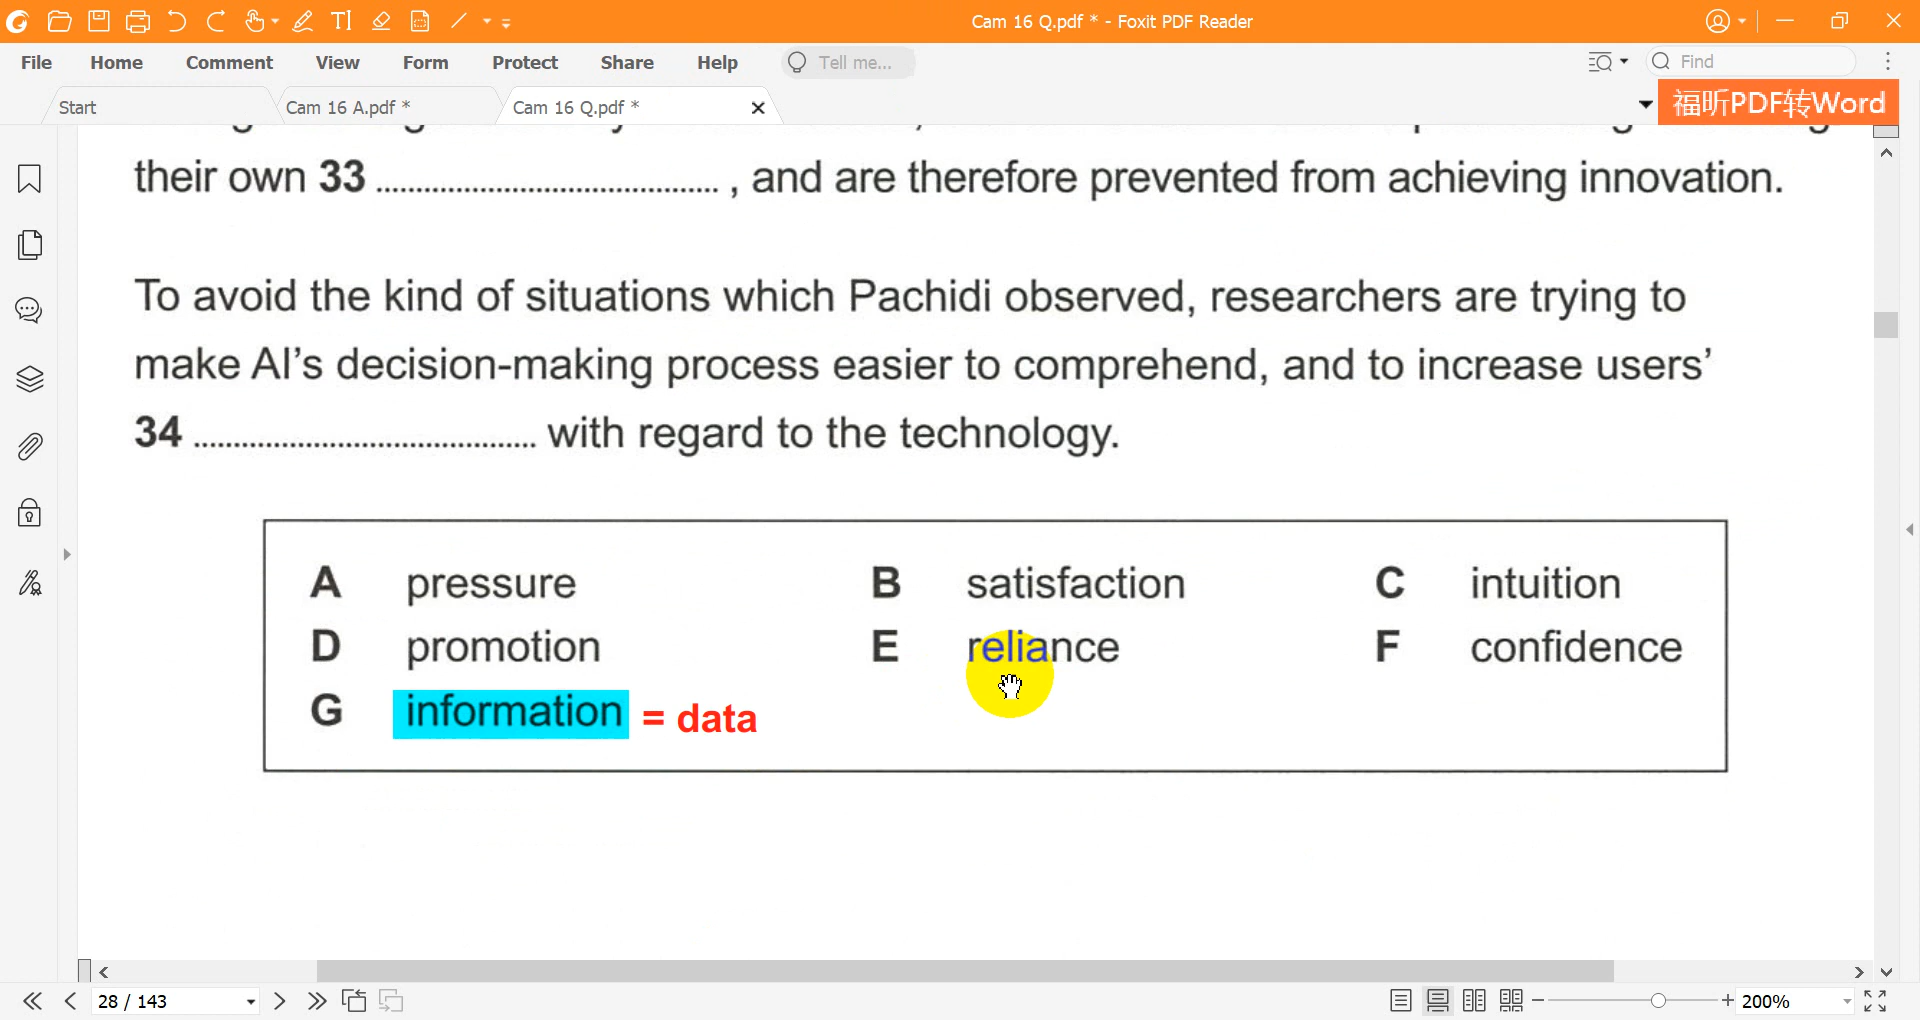 Cam 16 Q.pdf * - Foxit PDF Reader
File Home Comment View Form Protect Share Help Tell me... Find
Start Cam 16 A.pdf * Cam 16 Q.pdf * 福昕PDF转Word
their own 33 ........................................ , and are therefore prevented from achieving innovation.
To avoid the kind of situations which Pachidi observed, researchers are trying to
make AI's decision-making process easier to comprehend, and to increase users'
34 ........................................ with regard to the technology.
A pressure B satisfaction C intuition
D promotion E reliance F confidence
G information = data
28 / 143 200%